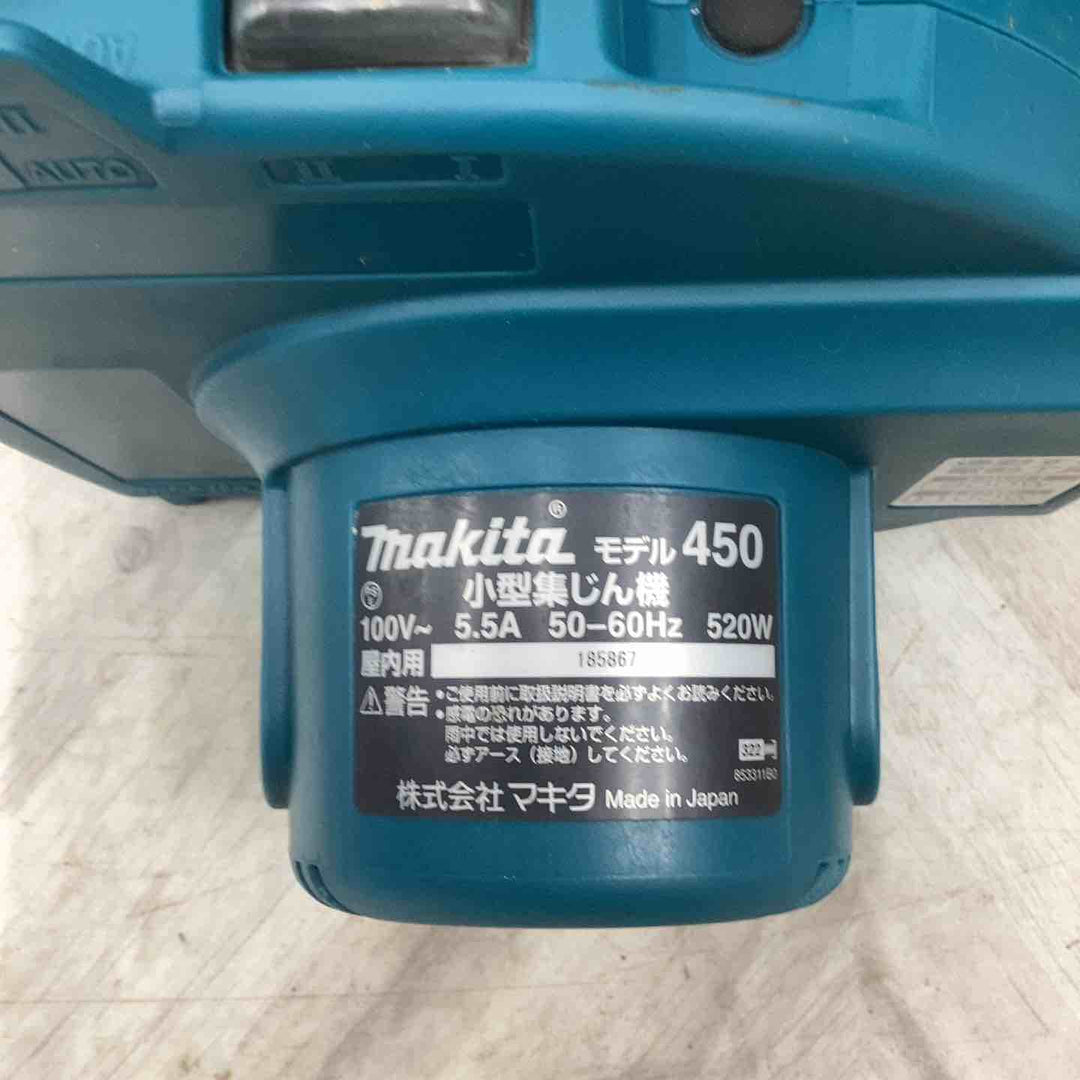 AUTO
makita® モデル 450
小型集じん機
100V~ 5.5A 50-60Hz 520W
屋内用 185867
警告 •ご使用前に取扱説明書を必ずよくお読みください。
•感電の恐れがあります。
雨中では使用しないでください。
必ずアース（接地）してください。
322
株式会社 マキタ Made in Japan